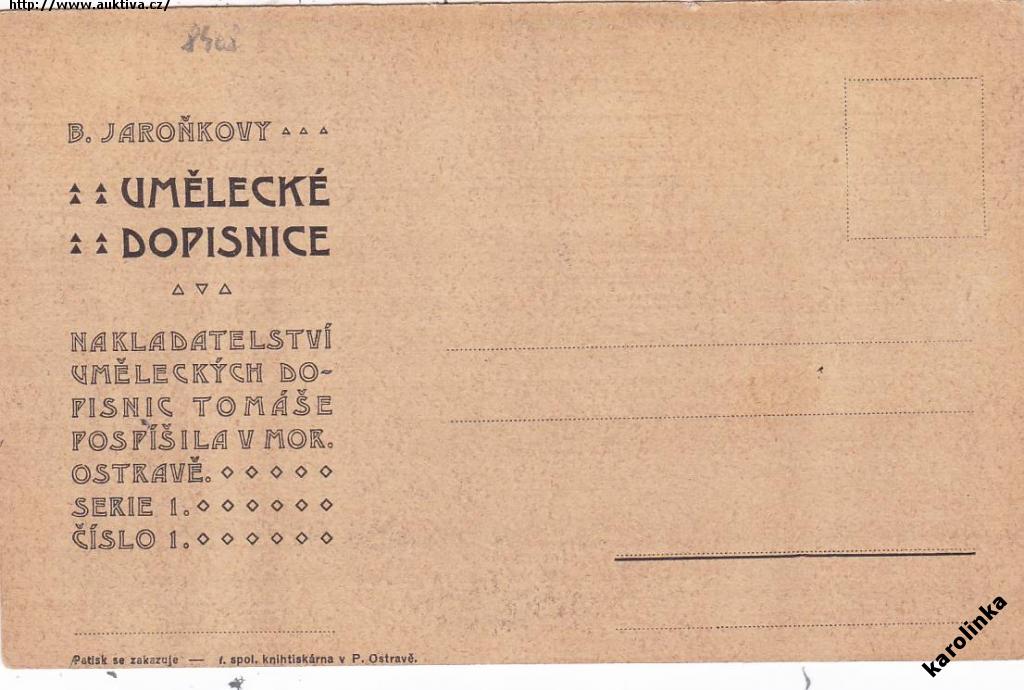 http://www.auktiva.cz/
B. JAROŇKOVY
UMĚLECKÉ
DOPISNICE
NAKLADATELSTVÍ
UMĚLECKÝCH DO-
PISNIC TOMÁŠE
POSPÍŠILA V MOR.
OSTRAVĚ.
SERIE 1.
ČÍSLO 1.
Patisk se zakazuje — I. spol. knihtiskárna v P. Ostravě.
karolinka